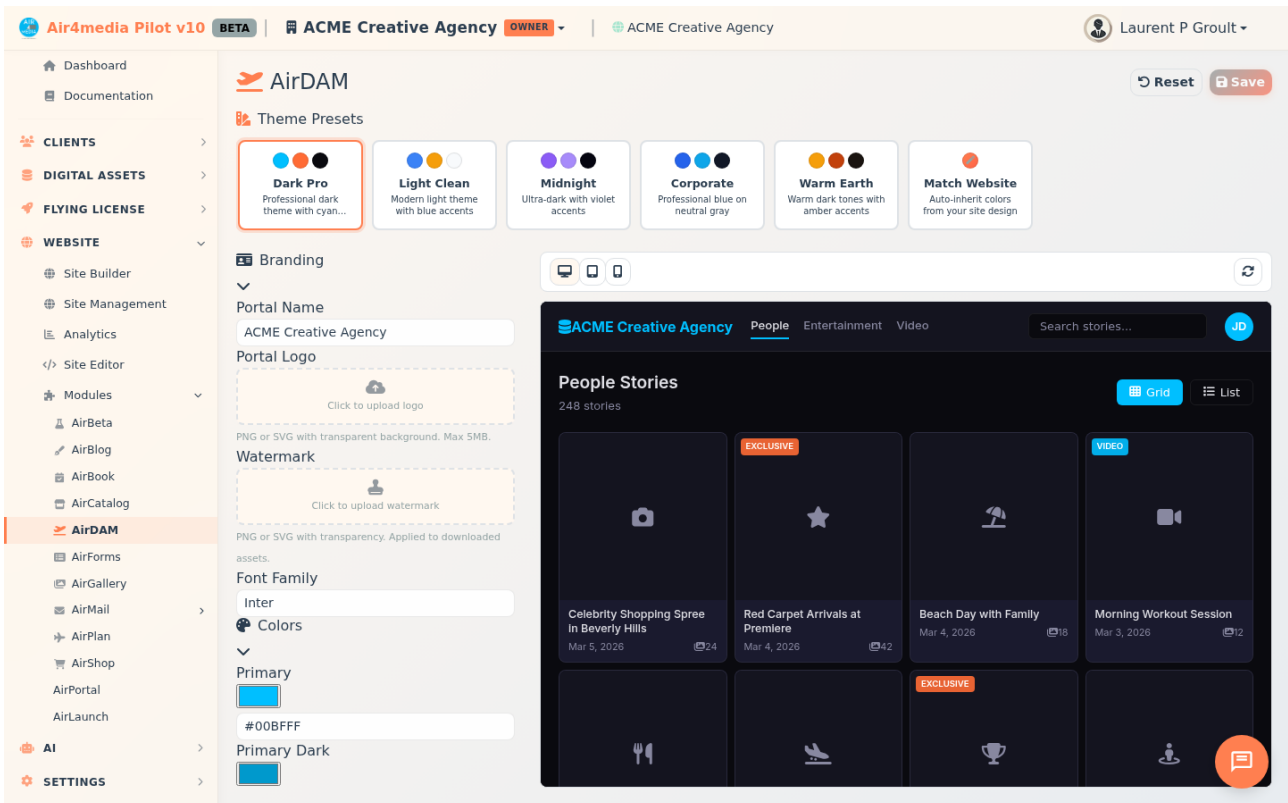 Air4media Pilot v10 BETA ACME Creative Agency OWNER ACME Creative Agency Laurent P Groult
Dashboard
Documentation
CLIENTS
DIGITAL ASSETS
FLYING LICENSE
WEBSITE
Site Builder
Site Management
Analytics
Site Editor
Modules
AirBeta
AirBlog
AirBook
AirCatalog
AirDAM
AirForms
AirGallery
AirMail
AirPlan
AirShop
AirPortal
AirLaunch
AI
SETTINGS
AirDAM
Reset Save
Theme Presets
Dark Pro
Professional dark
theme with cyan...
Light Clean
Modern light theme
with blue accents
Midnight
Ultra-dark with violet
accents
Corporate
Professional blue on
neutral gray
Warm Earth
Warm dark tones with
amber accents
Match Website
Auto-inherit colors
from your site design
Branding
Portal Name
ACME Creative Agency
Portal Logo
Click to upload logo
PNG or SVG with transparent background. Max 5MB.
Watermark
Click to upload watermark
PNG or SVG with transparency. Applied to downloaded
assets.
Font Family
Inter
Colors
Primary
#00BFFF
Primary Dark
ACME Creative Agency People Entertainment Video Search stories... JD
People Stories
248 stories
Grid List
Celebrity Shopping Spree
in Beverly Hills
Mar 5, 2026 24
EXCLUSIVE
Red Carpet Arrivals at
Premiere
Mar 4, 2026 42
Beach Day with Family
Mar 4, 2026 18
VIDEO
Morning Workout Session
Mar 3, 2026 12
EXCLUSIVE